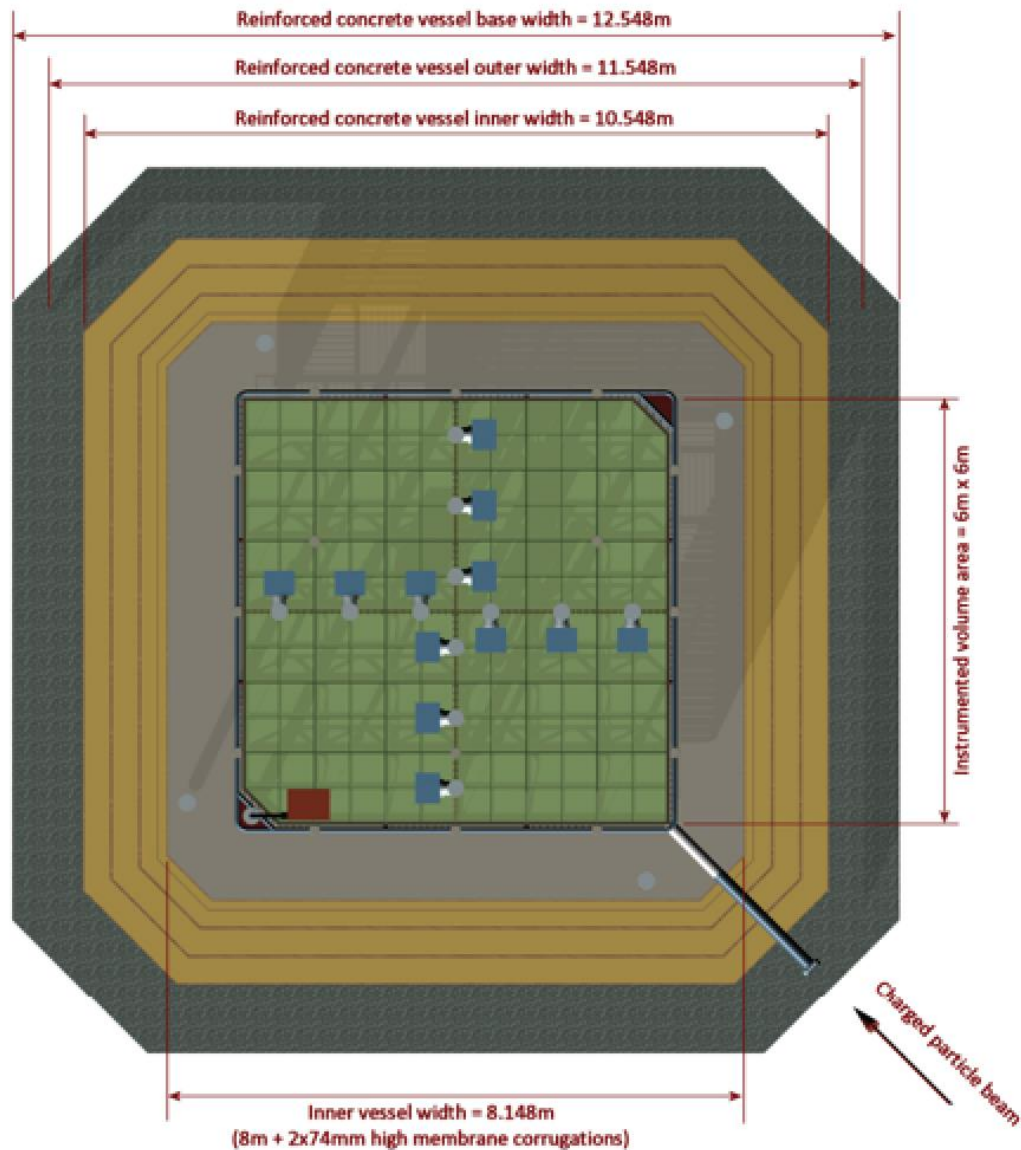 Reinforced concrete vessel base width = 12.548m
Reinforced concrete vessel outer width = 11.548m
Reinforced concrete vessel inner width = 10.548m
Instrumented volume area = 6m x 6m
Charged particle beam
Inner vessel width = 8.148m
(8m + 2x74mm high membrane corrugations)